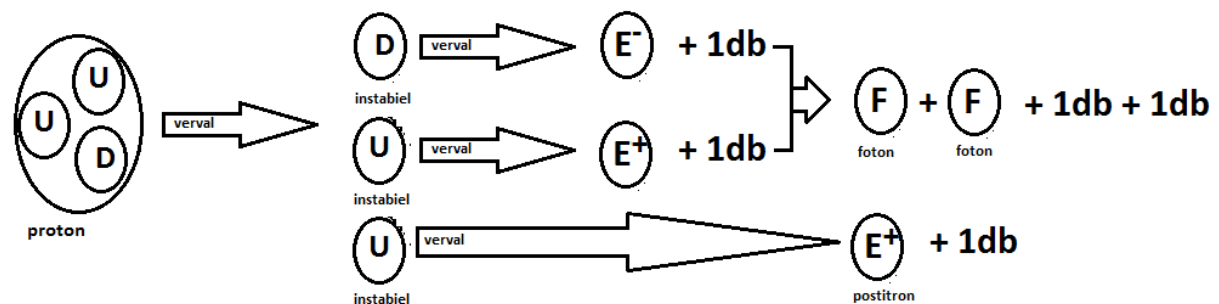 U
U
D
proton
verval
D
instabiel
verval
E⁻ + 1db
U
instabiel
verval
E⁺ + 1db
F + F + 1db + 1db
foton foton
U
instabiel
verval
E⁺ + 1db
postitron